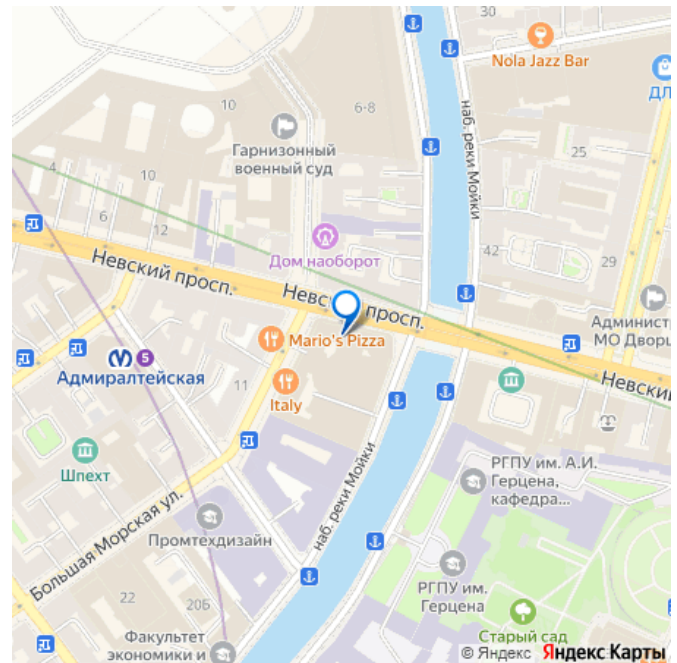 30
Nola Jazz Bar
ДЛ
10
6-8
наб. реки Мойки
Гарнизонный
военный суд
25
4
10
6
12
Дом наоборот
42
29
Невский просп.
Невский просп.
Администр
МО Дворц
Mario's Pizza
5
Адмиралтейская
11
Italy
Невский
Шпехт
РГПУ им. А.И.
Герцена,
кафедра...
наб. реки Мойки
Большая Морская ул.
Промтехдизайн
РГПУ им.
Герцена
22
20Б
Старый сад
Факультет
экономики и
© Яндекс Яндекс Карты